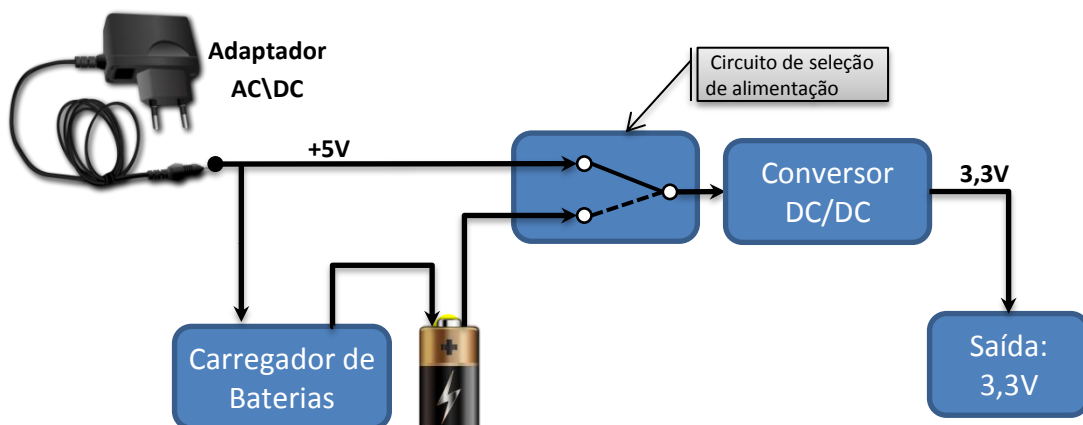 Adaptador
AC\DC
Circuito de seleção
de alimentação
+5V
Conversor
DC/DC
3,3V
Carregador de
Baterias
Saída:
3,3V